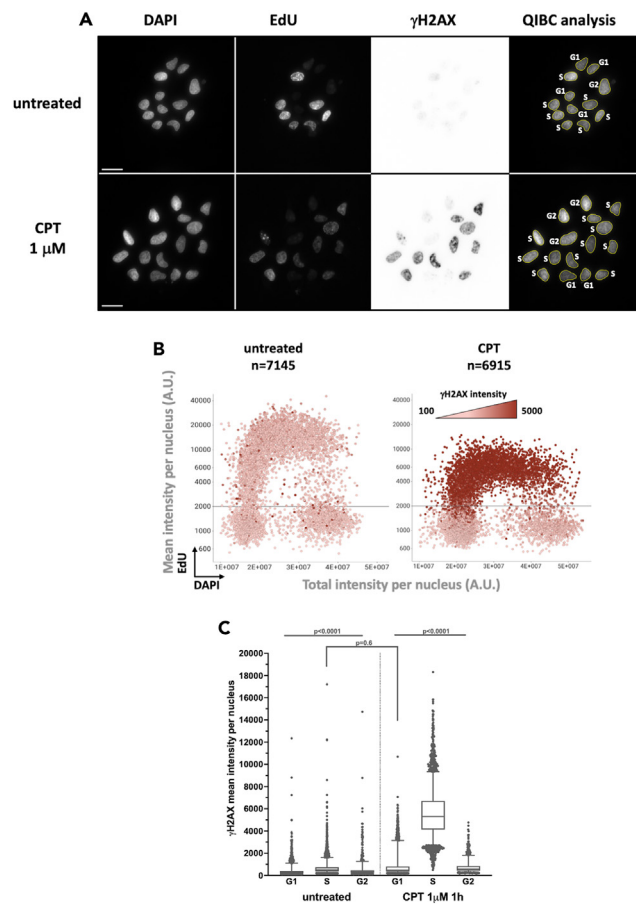 A
DAPI
EdU
γH2AX
QIBC analysis
untreated
G1
G1
S
G2
G1
S
S
G1
S
S
S
S
CPT
1 μM
G2
S
G2
S
S
G2
S
S
S
S
S
S
G1
G1
B
untreated
n=7145
CPT
n=6915
γH2AX intensity
100
5000
Mean intensity per nucleus (A.U.)
40000
20000
10000
6000
4000
2000
1000
600
40000
20000
10000
6000
4000
2000
1000
600
1E+007 2E+007 3E+007 4E+007 5E+007
1E+007 2E+007 3E+007 4E+007 5E+007
EdU
DAPI
Total intensity per nucleus (A.U.)
C
p<0.0001
p=0.6
p<0.0001
γH2AX mean intensity per nucleus
20000
18000
16000
14000
12000
10000
8000
6000
4000
2000
0
G1 S G2 G1 S G2
untreated
CPT 1μM 1h